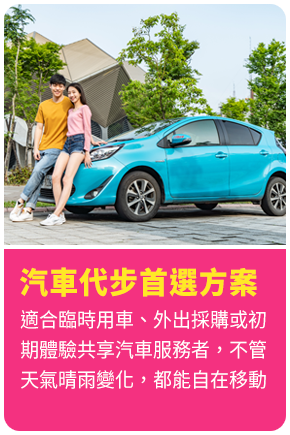 汽車代步首選方案
適合臨時用車、外出採購或初
期體驗共享汽車服務者，不管
天氣晴雨變化，都能自在移動